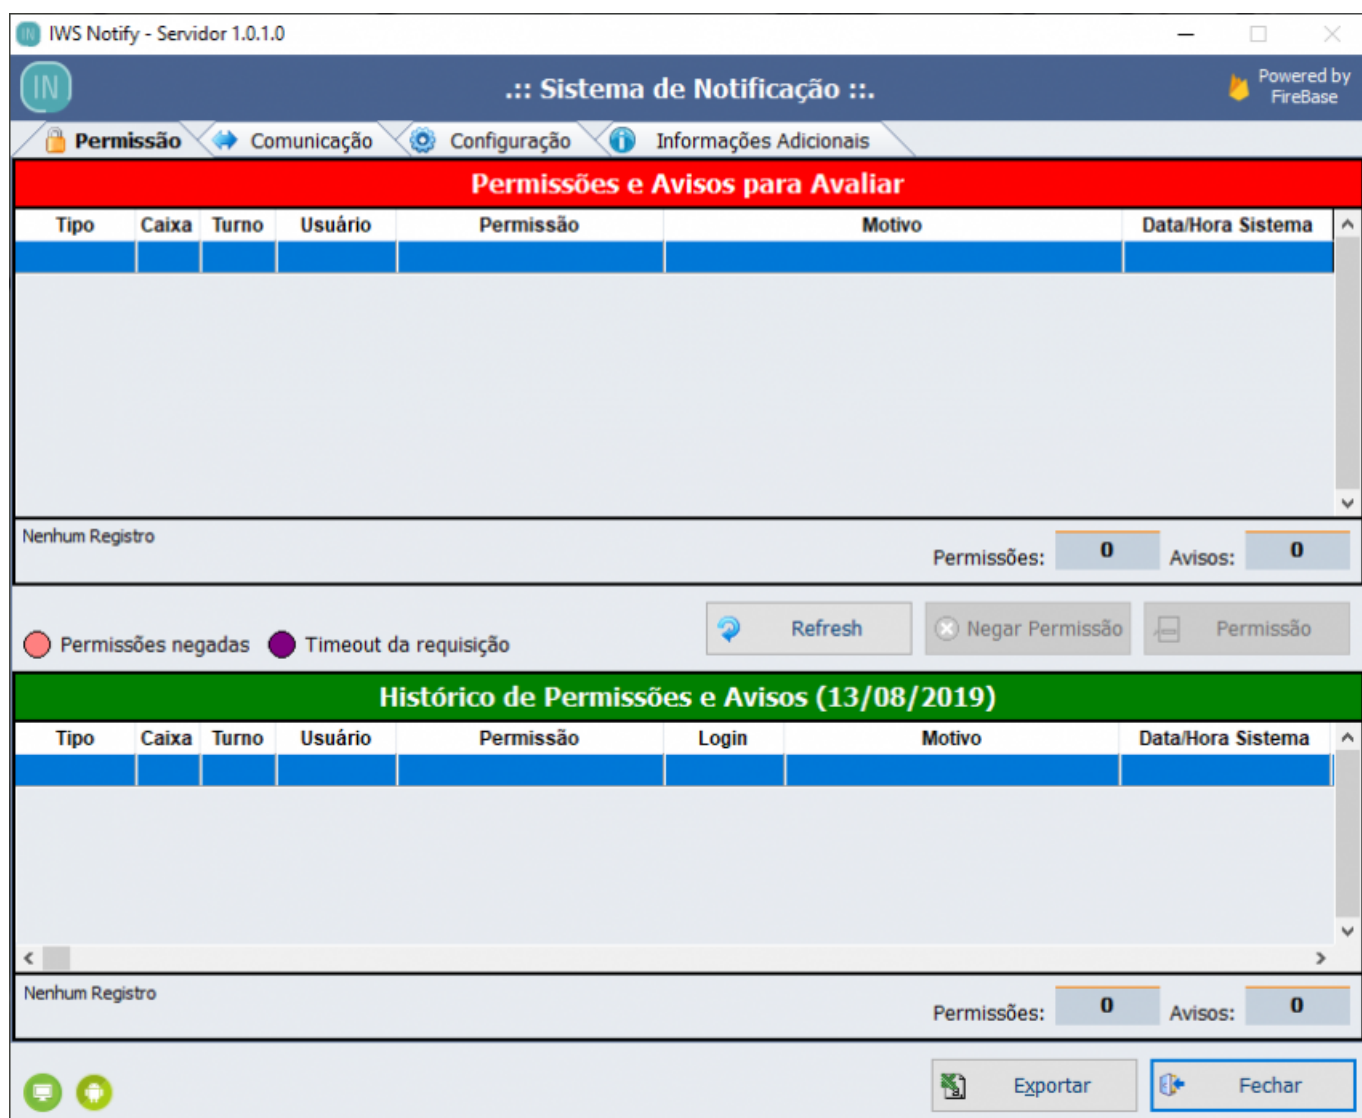 IN IWS Notify - Servidor 1.0.1.0
IN .:: Sistema de Notificação ::. Powered by
FireBase
Permissão Comunicação Configuração Informações Adicionais
Permissões e Avisos para Avaliar
Tipo Caixa Turno Usuário Permissão Motivo Data/Hora Sistema
Nenhum Registro
Permissões: 0 Avisos: 0
Permissões negadas Timeout da requisição Refresh Negar Permissão Permissão
Histórico de Permissões e Avisos (13/08/2019)
Tipo Caixa Turno Usuário Permissão Login Motivo Data/Hora Sistema
Nenhum Registro
Permissões: 0 Avisos: 0
Exportar Fechar